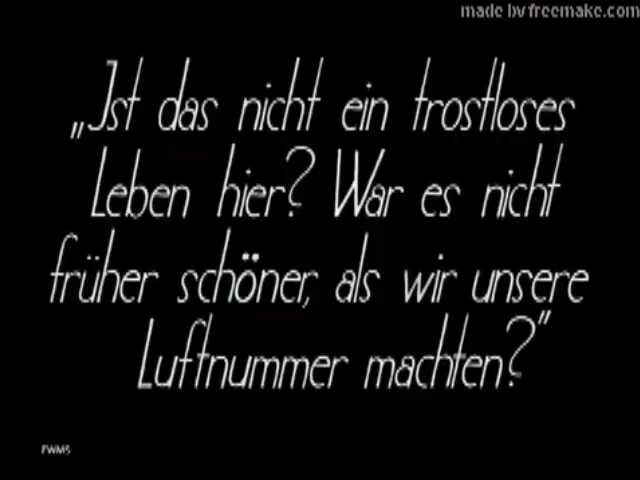 made by freemake.com
„Ist das nicht ein trostloses
Leben hier? War es nicht
früher schöner, als wir unsere
Luftnummer machten?"
FWMS